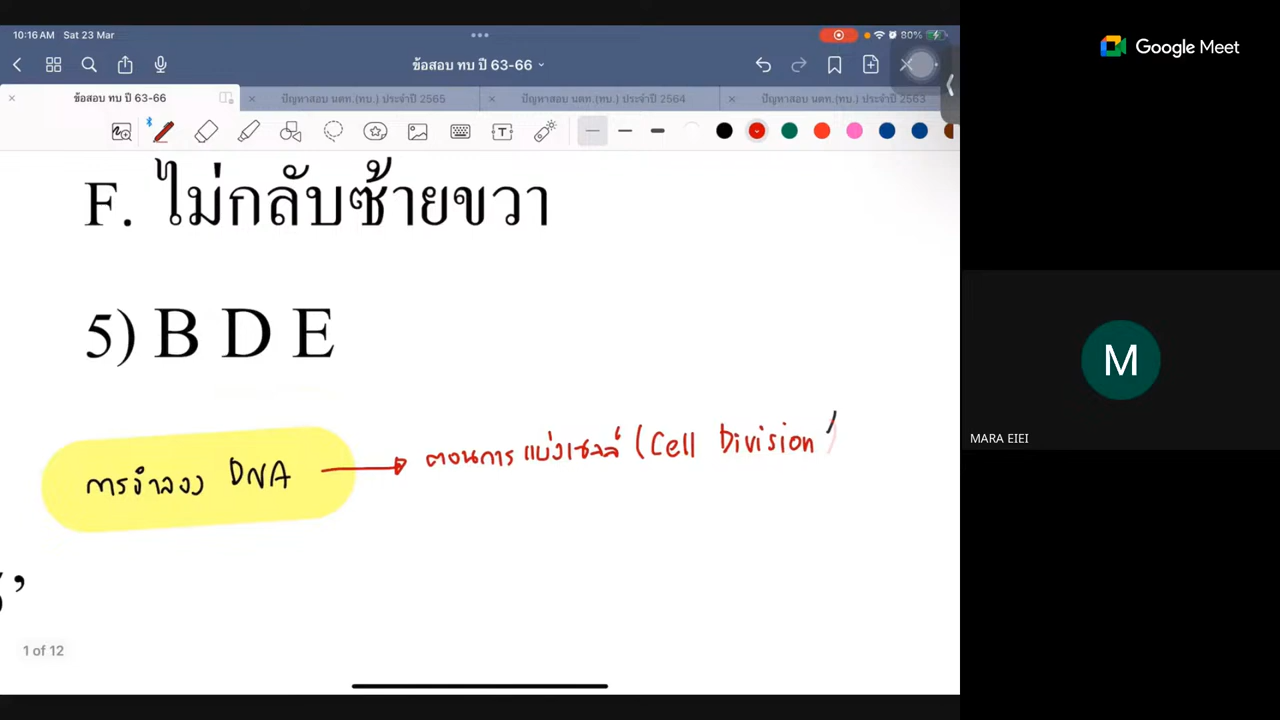 10:16 AM Sat 23 Mar
80%
Google Meet
ข้อสอบ ทบ ปี 63-66
ข้อสอบ ทบ ปี 63-66
ปัญหาสอบ นตท.(ทบ.) ประจำปี 2565
ปัญหาสอบ นตท.(ทบ.) ประจำปี 2564
ปัญหาสอบ นตท.(ทบ.) ประจำปี 2563
F. ไม่กลับซ้ายขวา
5) B D E
การจำลอง DNA → ตอนการแบ่งเซลล์ (Cell Division)
M
MARA EIEI
1 of 12